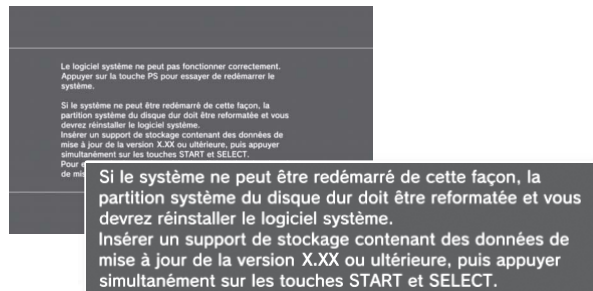 Le logiciel système ne peut pas fonctionner correctement.
Appuyer sur la touche PS pour essayer de redémarrer le
système.
Si le système ne peut être redémarré de cette façon, la
partition système du disque dur doit être reformatée et vous
devrez réinstaller le logiciel système.
Insérer un support de stockage contenant des données de
mise à jour de la version X.XX ou ultérieure, puis appuyer
simultanément sur les touches START et SELECT.
Pour
de
Si le système ne peut être redémarré de cette façon, la
partition système du disque dur doit être reformatée et vous
devrez réinstaller le logiciel système.
Insérer un support de stockage contenant des données de
mise à jour de la version X.XX ou ultérieure, puis appuyer
simultanément sur les touches START et SELECT.